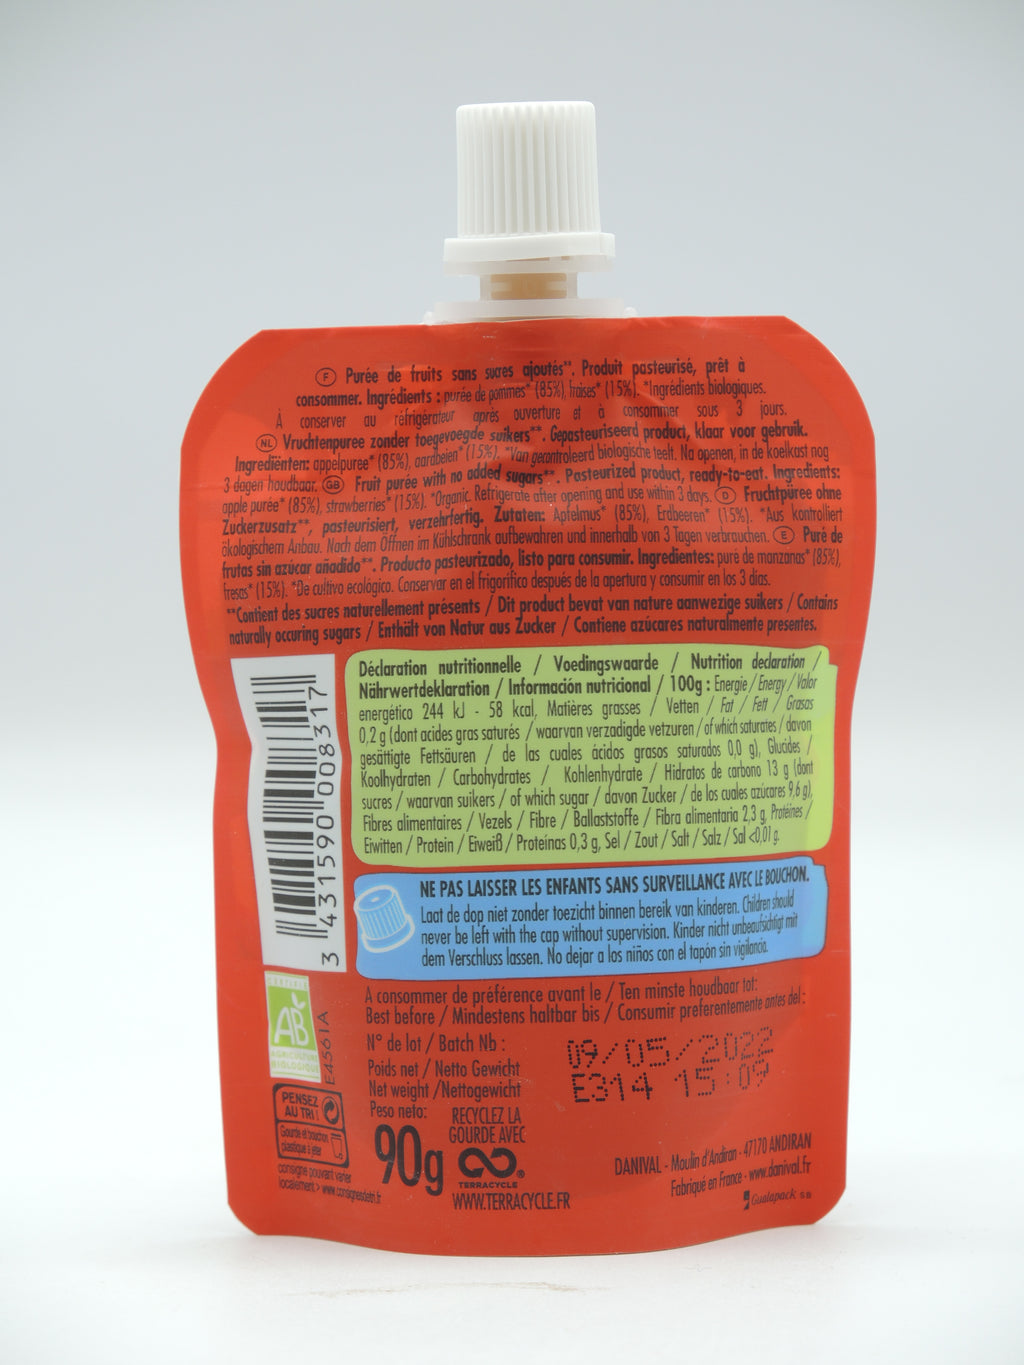 F Purée de fruits sans sucres ajoutés**. Produit pasteurisé, prêt à
consommer. Ingrédients : purée de pommes* (85%), fraises* (15%). *Ingrédients biologiques.
À conserver au réfrigérateur après ouverture et à consommer sous 3 jours.
NL Vruchtenpuree zonder toegevoegde suikers**. Gepasteuriseerd product, klaar voor gebruik.
Ingrediënten: appelpuree* (85%), aardbeien* (15%). *Van gecontroleerd biologische teelt. Na openen, in de koelkast nog
3 dagen houdbaar. GB Fruit purée with no added sugars**. Pasteurized product, ready-to-eat. Ingredients:
apple purée* (85%), strawberries* (15%). *Organic. Refrigerate after opening and use within 3 days. D Fruchtpüree ohne
Zuckerzusatz**, pasteurisiert, verzehrfertig. Zutaten: Apfelmus* (85%), Erdbeeren* (15%). *Aus kontrolliert
ökologischem Anbau. Nach dem Öffnen im Kühlschrank aufbewahren und innerhalb von 3 Tagen verbrauchen. E Puré de
frutas sin azúcar añadido**. Producto pasteurizado, listo para consumir. Ingredientes: puré de manzanas* (85%),
fresas* (15%). *De cultivo ecológico. Conservar en el frigorífico después de la apertura y consumir en los 3 días.
**Contient des sucres naturellement présents / Dit product bevat van nature aanwezige suikers / Contains
naturally occuring sugars / Enthält von Natur aus Zucker / Contiene azúcares naturalmente presentes.
Déclaration nutritionnelle / Voedingswaarde / Nutrition declaration /
Nährwertdeklaration / Información nutricional / 100g : Energie / Energy / Valor
energético 244 kJ - 58 kcal, Matières grasses / Vetten / Fat / Fett / Grasas
0,2 g (dont acides gras saturés / waarvan verzadigde vetzuren / of which saturates / davon
gesättigte Fettsäuren / de las cuales ácidos grasos saturados 0,0 g), Glucides /
Koolhydraten / Carbohydrates / Kohlenhydrate / Hidratos de carbono 13 g (dont
sucres / waarvan suikers / of which sugar / davon Zucker / de los cuales azúcares 9,6 g),
Fibres alimentaires / Vezels / Fibre / Ballaststoffe / Fibra alimentaria 2,3 g, Protéines /
Eiwitten / Protein / Eiweiß / Proteínas 0,3 g, Sel / Zout / Salt / Salz / Sal <0,01 g.
3 431590 008317
NE PAS LAISSER LES ENFANTS SANS SURVEILLANCE AVEC LE BOUCHON.
Laat de dop niet zonder toezicht binnen bereik van kinderen. Children should
never be left with the cap without supervision. Kinder nicht unbeaufsichtigt mit
dem Verschluss lassen. No dejar a los niños con el tapón sin vigilancia.
CERTIFIÉ
AB
AGRICULTURE
BIOLOGIQUE
E4561A
A consommer de préférence avant le / Ten minste houdbaar tot:
Best before / Mindestens haltbar bis / Consumir preferentemente antes del :
N° de lot / Batch Nb :
09/05/2022
E314 15:09
Poids net / Netto Gewicht
Net weight /Nettogewicht
Peso neto:
90g
PENSEZ
AU TRI !
Gourde et bouchon
plastique à jeter
consigne pouvant varier
localement > www.consignesdetri.fr
RECYCLEZ LA
GOURDE AVEC
TERRACYCLE®
WWW.TERRACYCLE.FR
DANIVAL - Moulin d'Andiran - 47170 ANDIRAN
Fabriqué en France - www.danival.fr
Gualapack